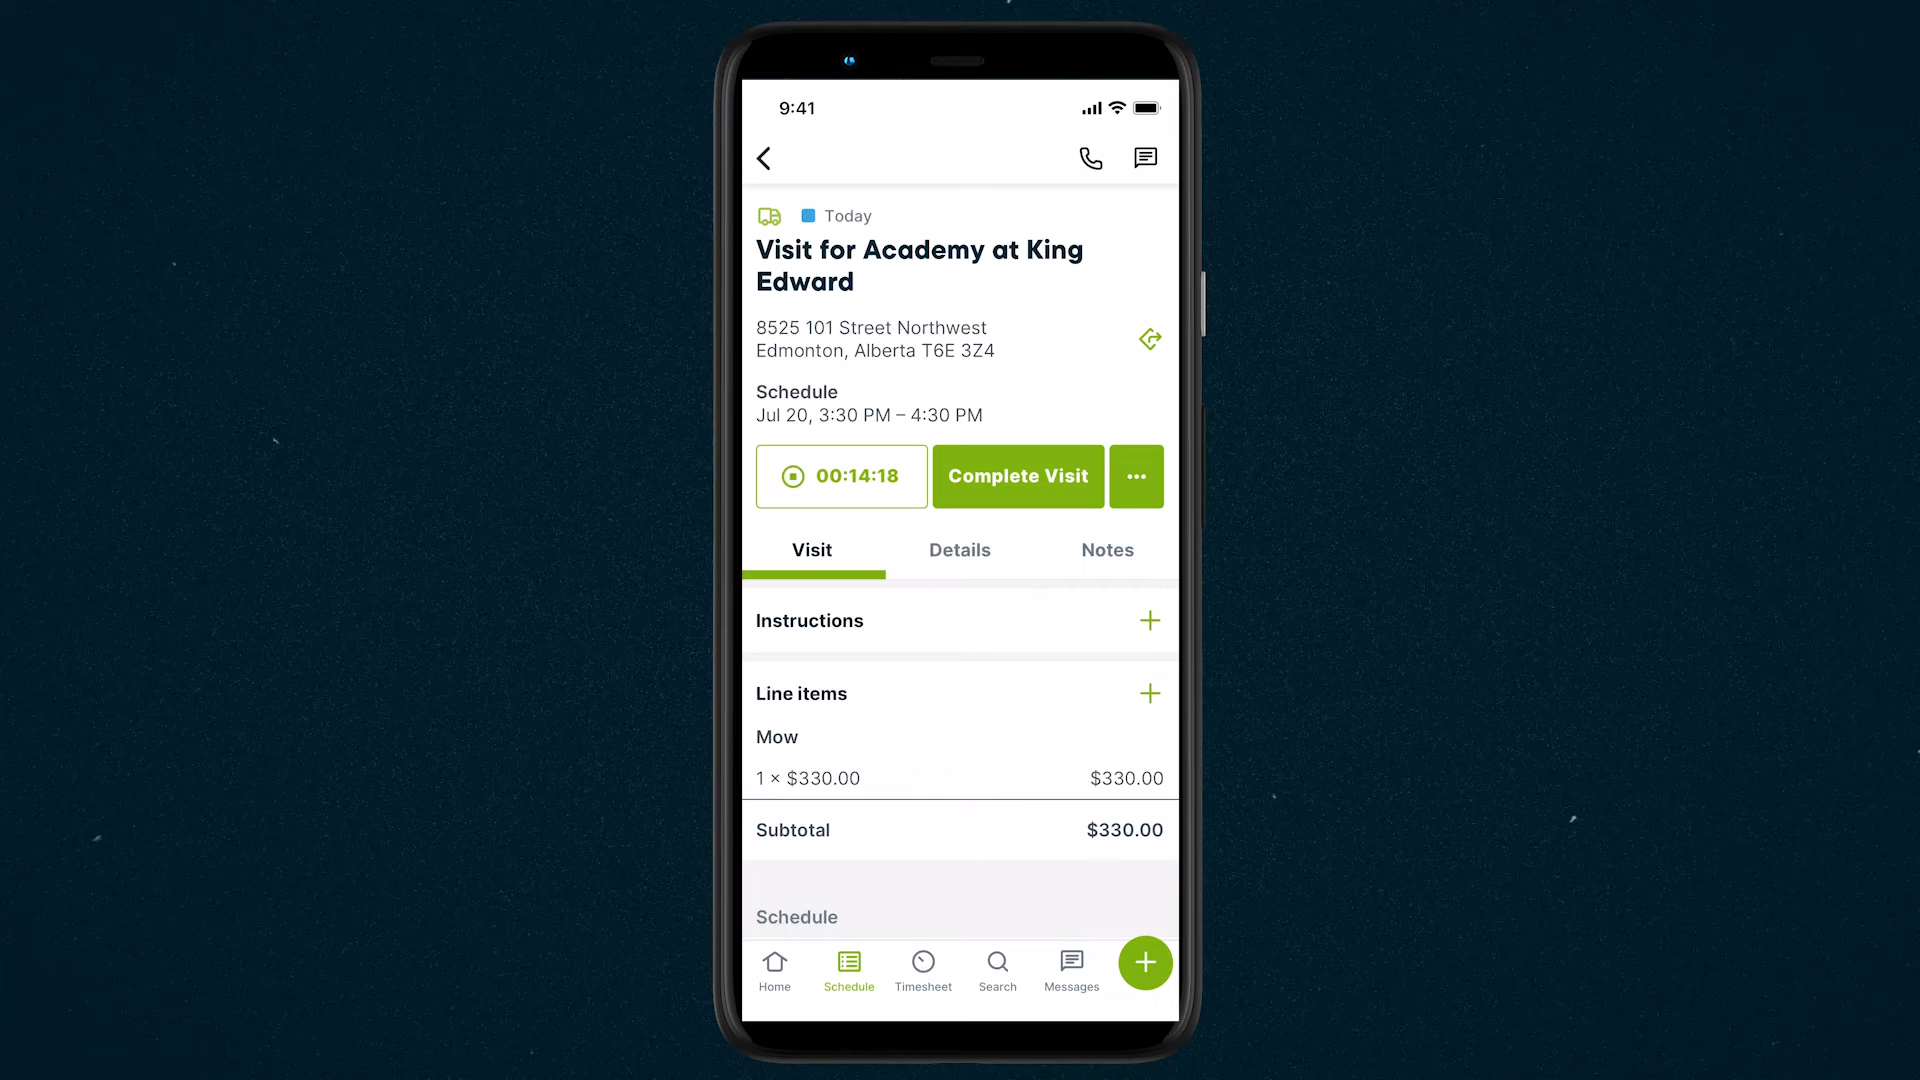 9:41
Today
Visit for Academy at King
Edward
8525 101 Street Northwest
Edmonton, Alberta T6E 3Z4
Schedule
Jul 20, 3:30 PM – 4:30 PM
00:14:18
Complete Visit
Visit
Details
Notes
Instructions
Line items
Mow
1 × $330.00
$330.00
Subtotal
$330.00
Schedule
Home
Schedule
Timesheet
Search
Messages